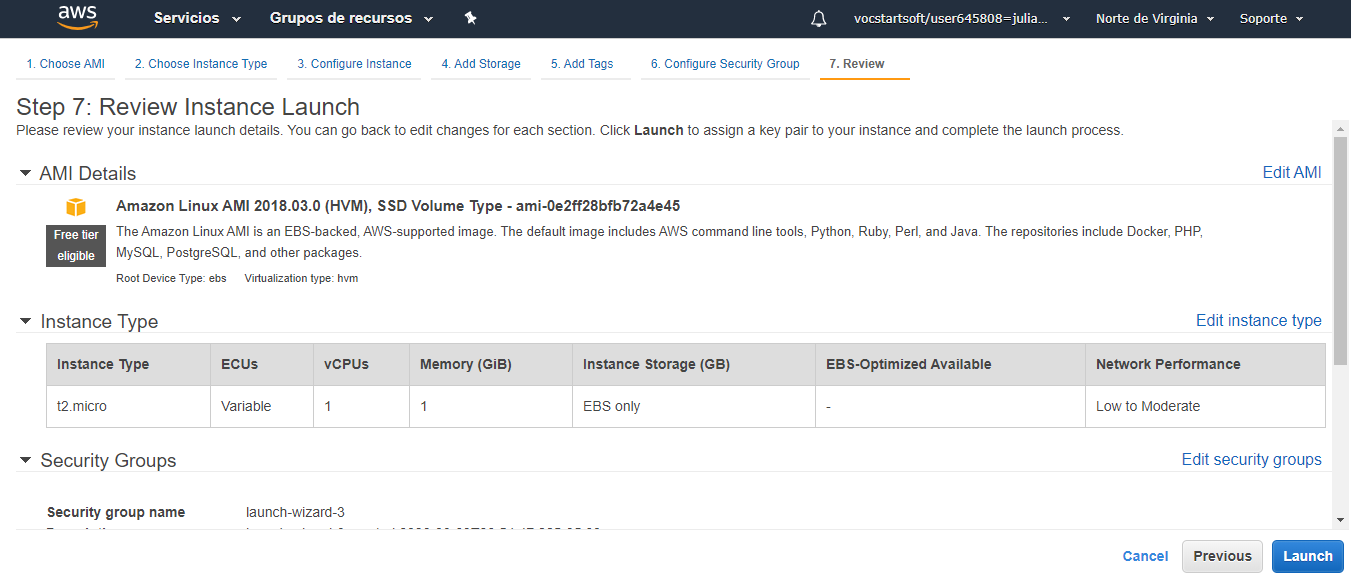 aws Servicios Grupos de recursos vocstartsoft/user645808=julia... Norte de Virginia Soporte
1. Choose AMI 2. Choose Instance Type 3. Configure Instance 4. Add Storage 5. Add Tags 6. Configure Security Group 7. Review
Step 7: Review Instance Launch
Please review your instance launch details. You can go back to edit changes for each section. Click Launch to assign a key pair to your instance and complete the launch process.
AMI Details Edit AMI
Amazon Linux AMI 2018.03.0 (HVM), SSD Volume Type - ami-0e2ff28bfb72a4e45
Free tier
eligible
The Amazon Linux AMI is an EBS-backed, AWS-supported image. The default image includes AWS command line tools, Python, Ruby, Perl, and Java. The repositories include Docker, PHP,
MySQL, PostgreSQL, and other packages.
Root Device Type: ebs Virtualization type: hvm
Instance Type Edit instance type
Instance Type ECUs vCPUs Memory (GiB) Instance Storage (GB) EBS-Optimized Available Network Performance
t2.micro Variable 1 1 EBS only - Low to Moderate
Security Groups Edit security groups
Security group name launch-wizard-3
Cancel Previous Launch